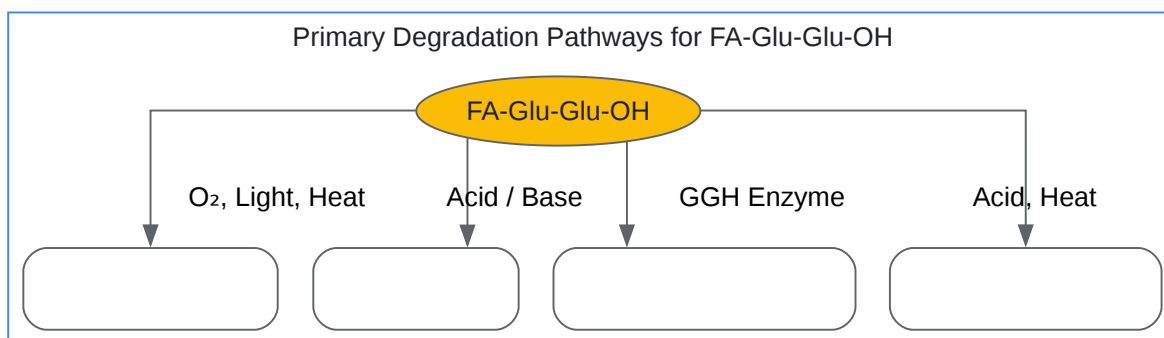 Primary Degradation Pathways for FA-Glu-Glu-OH
FA-Glu-Glu-OH
O₂, Light, Heat
Acid / Base
GGH Enzyme
Acid, Heat